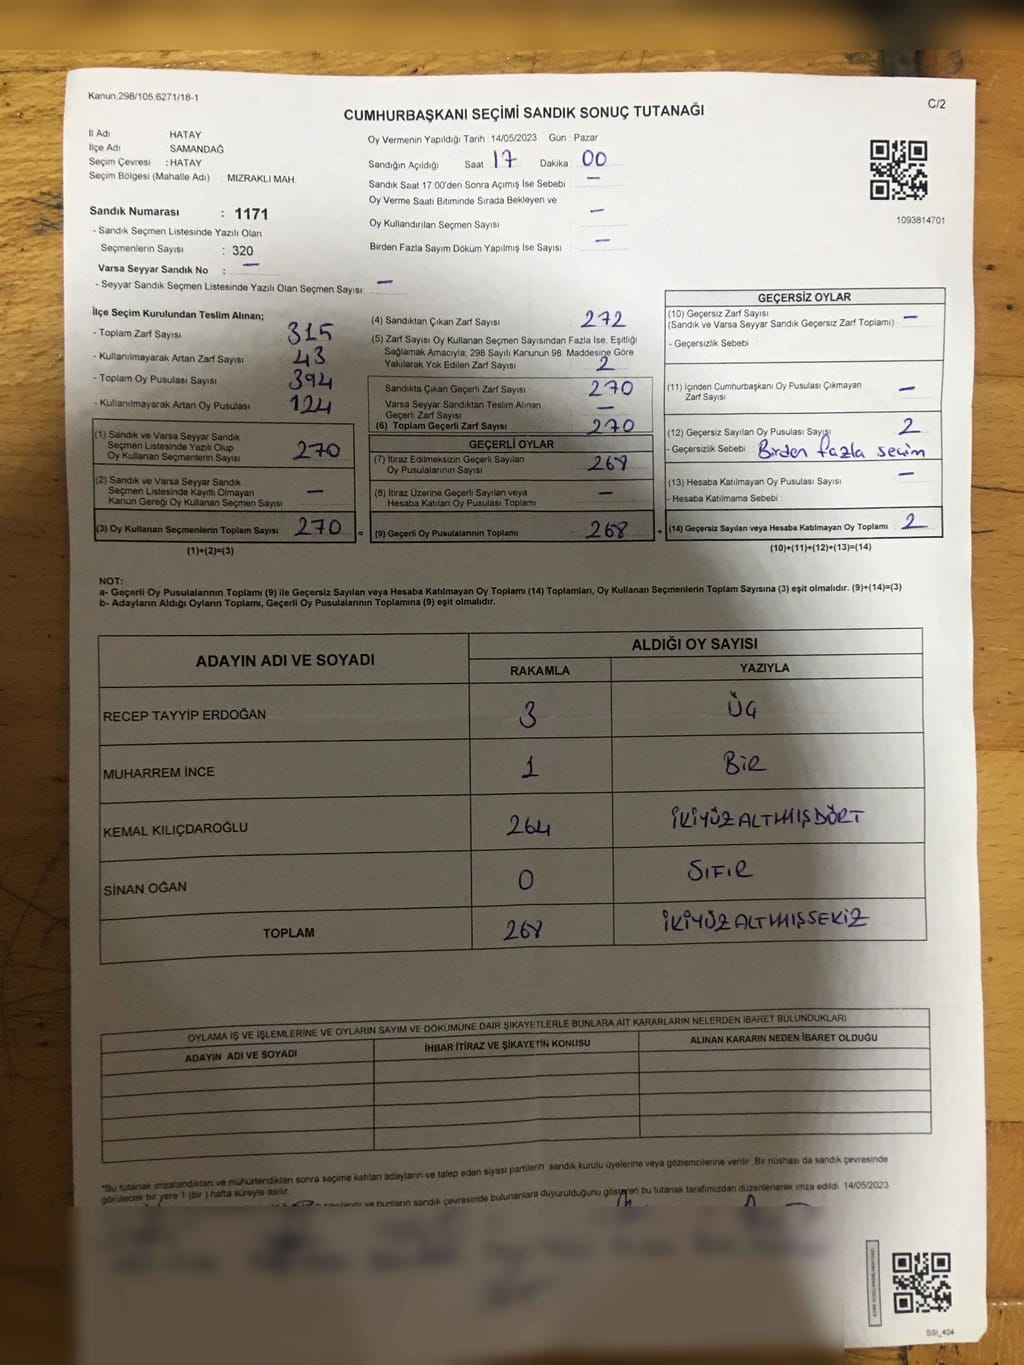 Kanun;298/105,6271/18-1
C/2
CUMHURBAŞKANI SEÇİMİ SANDIK SONUÇ TUTANAĞI
İl Adı HATAY
İlçe Adı SAMANDAĞ
Seçim Çevresi : HATAY
Seçim Bölgesi (Mahalle Adı) : MIZRAKLI MAH
Sandık Numarası : 1171
- Sandık Seçmen Listesinde Yazılı Olan
Seçmenlerin Sayısı : 320
Varsa Seyyar Sandık No : —
- Seyyar Sandık Seçmen Listesinde Yazılı Olan Seçmen Sayısı: —
Oy Vermenin Yapıldığı Tarih : 14/05/2023 Gün : Pazar
Sandığın Açıldığı Saat 17 Dakika : 00
Sandık Saat 17 00'den Sonra Açımış İse Sebebi : —
Oy Verme Saati Bitiminde Sırada Bekleyen ve
Oy Kullandırılan Seçmen Sayısı : —
Birden Fazla Sayım Döküm Yapılmış İse Sayısı : —
1093814701
İlçe Seçim Kurulundan Teslim Alınan;
- Toplam Zarf Sayısı 315
- Kullanılmayarak Artan Zarf Sayısı 43
- Toplam Oy Pusulası Sayısı 394
- Kullanılmayarak Artan Oy Pusulası 124
(1) Sandık ve Varsa Seyyar Sandık
Seçmen Listesinde Yazılı Olup
Oy Kullanan Seçmenlerin Sayısı 270
(2) Sandık ve Varsa Seyyar Sandık
Seçmen Listesinde Kayıtlı Olmayan
Kanun Gereği Oy Kullanan Seçmen Sayısı —
(3) Oy Kullanan Seçmenlerin Toplam Sayısı 270 =
(1)+(2)=(3)
(4) Sandıktan Çıkan Zarf Sayısı : 272
(5) Zarf Sayısı Oy Kullanan Seçmen Sayısından Fazla İse, Eşitliği
Sağlamak Amacıyla, 298 Sayılı Kanunun 98. Maddesine Göre
Yakılarak Yok Edilen Zarf Sayısı : 2
Sandıkta Çıkan Geçerli Zarf Sayısı : 270
Varsa Seyyar Sandıktan Teslim Alınan
Geçerli Zarf Sayısı : —
(6) Toplam Geçerli Zarf Sayısı : 270
GEÇERLİ OYLAR
(7) İtiraz Edilmeksizin Geçerli Sayılan
Oy Pusulalarının Sayısı : 268
(8) İtiraz Üzerine Geçerli Sayılan veya
Hesaba Katılan Oy Pusulası Toplamı : —
(9) Geçerli Oy Pusulalarının Toplamı : 268 +
GEÇERSİZ OYLAR
(10) Geçersiz Zarf Sayısı
(Sandık ve Varsa Seyyar Sandık Geçersiz Zarf Toplamı) : —
- Geçersizlik Sebebi :
(11) İçinden Cumhurbaşkanı Oy Pusulası Çıkmayan
Zarf Sayısı : —
(12) Geçersiz Sayılan Oy Pusulası Sayısı : 2
- Geçersizlik Sebebi : Birden fazla seçim
(13) Hesaba Katılmayan Oy Pusulası Sayısı : —
- Hesaba Katılmama Sebebi :
(14) Geçersiz Sayılan veya Hesaba Katılmayan Oy Toplamı : 2
(10)+(11)+(12)+(13)=(14)
NOT:
a- Geçerli Oy Pusulalarının Toplamı (9) ile Geçersiz Sayılan veya Hesaba Katılmayan Oy Toplamı (14) Toplamları, Oy Kullanan Seçmenlerin Toplam Sayısına (3) eşit olmalıdır. (9)+(14)=(3)
b- Adayların Aldığı Oyların Toplamı, Geçerli Oy Pusulalarının Toplamına (9) eşit olmalıdır.
ADAYIN ADI VE SOYADI
ALDIĞI OY SAYISI
RAKAMLA YAZIYLA
RECEP TAYYİP ERDOĞAN 3 ÜÇ
MUHARREM İNCE 1 BİR
KEMAL KILIÇDAROĞLU 264 İKİYÜZALTMIŞDÖRT
SİNAN OĞAN 0 SIFIR
TOPLAM 268 İKİYÜZALTMIŞSEKİZ
OYLAMA İŞ VE İŞLEMLERİNE VE OYLARIN SAYIM VE DÖKÜMÜNE DAİR ŞİKAYETLERLE BUNLARA AİT KARARLARIN NELERDEN İBARET BULUNDUKLARI
ADAYIN ADI VE SOYADI İHBAR İTİRAZ VE ŞİKAYETİN KONUSU ALINAN KARARIN NEDEN İBARET OLDUĞU
*Bu tutanak imzalandıktan ve mühürlendikten sonra seçime katılan adayların ve talep eden siyasi partilerin sandık kurulu üyelerine veya gözlemcilerine verilir. Bir nüshası da sandık çevresinde
görülecek bir yere 1 (bir ) hafta süreyle asılır.
sayılarını ve bunların sandık çevresinde bulunanlara duyurulduğunu gösteren bu tutanak tarafımızdan düzenlenerek imza edildi. 14/05/2023
SSI_404